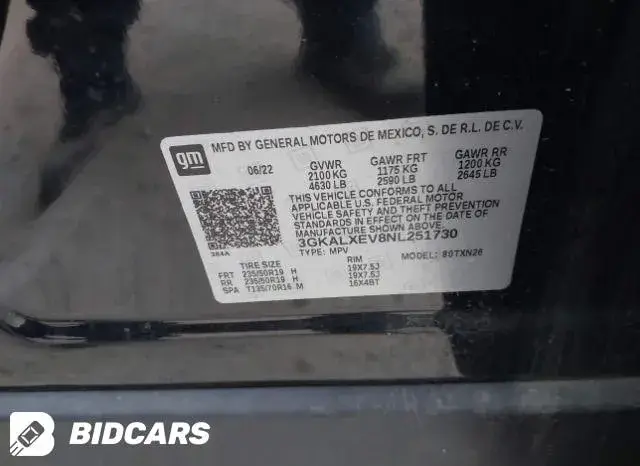 gm
MFD BY GENERAL MOTORS DE MEXICO, S. DE R.L. DE C.V.
06/22 GVWR GAWR FRT GAWR RR
2100 KG 1175 KG 1200 KG
4630 LB 2590 LB 2645 LB
THIS VEHICLE CONFORMS TO ALL
APPLICABLE U.S. FEDERAL MOTOR
VEHICLE SAFETY AND THEFT
PREVENTION STANDARDS IN
EFFECT ON THE DATE OF
MANUFACTURE SHOWN ABOVE.
3GKALXEV8NL251730
TYPE: MPV MODEL: 80TXN26
384A
TIRE SIZE RIM
FRT 235/50R19 H 19X7.5J
RR 235/50R19 H 19X7.5J
SPA T135/70R16 M 16X4BT
BIDCARS